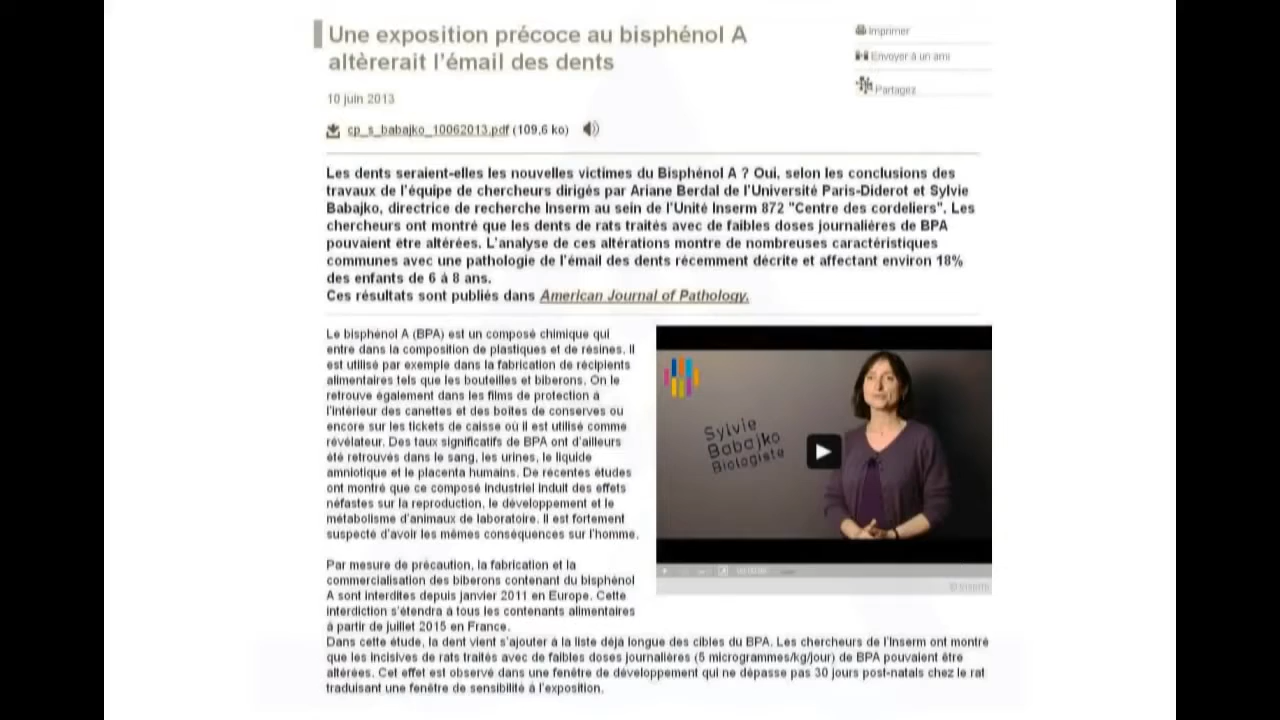 Une exposition précoce au bisphénol A
altèrerait l'émail des dents
Imprimer
Envoyer à un ami
Partagez
10 juin 2013
cp_s_babajko_10062013.pdf (109,6 ko)
Les dents seraient-elles les nouvelles victimes du Bisphénol A ? Oui, selon les conclusions des
travaux de l'équipe de chercheurs dirigés par Ariane Berdal de l'Université Paris-Diderot et Sylvie
Babajko, directrice de recherche Inserm au sein de l'Unité Inserm 872 "Centre des cordeliers". Les
chercheurs ont montré que les dents de rats traités avec de faibles doses journalières de BPA
pouvaient être altérées. L'analyse de ces altérations montre de nombreuses caractéristiques
communes avec une pathologie de l'émail des dents récemment décrite et affectant environ 18%
des enfants de 6 à 8 ans.
Ces résultats sont publiés dans American Journal of Pathology.
Le bisphénol A (BPA) est un composé chimique qui
entre dans la composition de plastiques et de résines. Il
est utilisé par exemple dans la fabrication de récipients
alimentaires tels que les bouteilles et biberons. On le
retrouve également dans les films de protection à
l'intérieur des canettes et des boîtes de conserves ou
encore sur les tickets de caisse où il est utilisé comme
révélateur. Des taux significatifs de BPA ont d'ailleurs
été retrouvés dans le sang, les urines, le liquide
amniotique et le placenta humains. De récentes études
ont montré que ce composé industriel induit des effets
néfastes sur la reproduction, le développement et le
métabolisme d'animaux de laboratoire. Il est fortement
suspecté d'avoir les mêmes conséquences sur l'homme.
Sylvie
Babajko
Biologiste
© Inserm
Par mesure de précaution, la fabrication et la
commercialisation des biberons contenant du bisphénol
A sont interdites depuis janvier 2011 en Europe. Cette
interdiction s'étendra à tous les contenants alimentaires
à partir de juillet 2015 en France.
Dans cette étude, la dent vient s'ajouter à la liste déjà longue des cibles du BPA. Les chercheurs de l'Inserm ont montré
que les incisives de rats traités avec de faibles doses journalières (5 microgrammes/kg/jour) de BPA pouvaient être
altérées. Cet effet est observé dans une fenêtre de développement qui ne dépasse pas 30 jours post-natals chez le rat
traduisant une fenêtre de sensibilité à l'exposition.